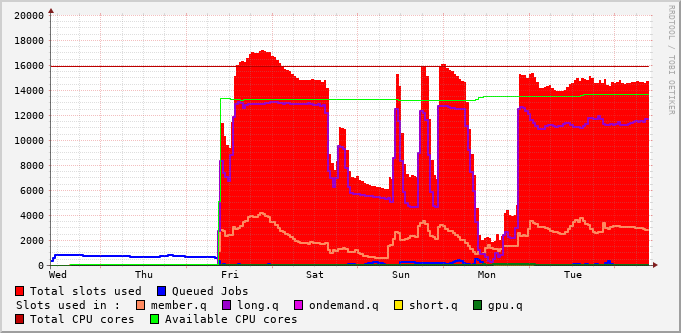 RRDTOOL / TOBI OETIKER
20000
18000
16000
14000
12000
10000
8000
6000
4000
2000
0
Wed Thu Fri Sat Sun Mon Tue
Total slots used Queued Jobs
Slots used in : member.q long.q ondemand.q short.q gpu.q
Total CPU cores Available CPU cores